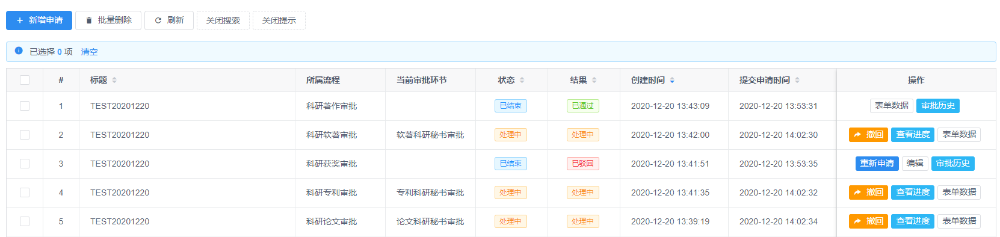 新增申请 批量删除 刷新 关闭搜索 关闭提示
已选择 0 项 清空
# 标题 所属流程 当前审批环节 状态 结果 创建时间 提交申请时间 操作
1 TEST20201220 科研著作审批 已结束 已通过 2020-12-20 13:43:09 2020-12-20 13:53:31 表单数据 审批历史
2 TEST20201220 科研软著审批 软著科研秘书审批 处理中 处理中 2020-12-20 13:42:00 2020-12-20 14:02:30 撤回 查看进度 表单数据
3 TEST20201220 科研获奖审批 已结束 已驳回 2020-12-20 13:41:51 2020-12-20 13:53:35 重新申请 编辑 审批历史
4 TEST20201220 科研专利审批 专利科研秘书审批 处理中 处理中 2020-12-20 13:41:35 2020-12-20 14:02:32 撤回 查看进度 表单数据
5 TEST20201220 科研论文审批 论文科研秘书审批 处理中 处理中 2020-12-20 13:39:19 2020-12-20 14:02:34 撤回 查看进度 表单数据